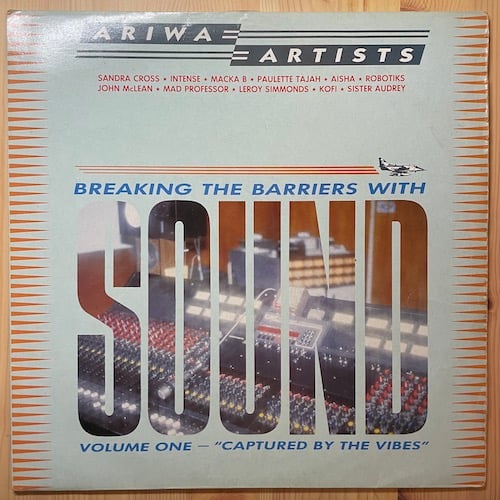 ARIWA
ARTISTS
SANDRA CROSS • INTENSE • MACKA B • PAULETTE TAJAH • AISHA • ROBOTIKS
JOHN McLEAN • MAD PROFESSOR • LEROY SIMMONDS • KOFI • SISTER AUDREY
BREAKING THE BARRIERS WITH
SOUND
VOLUME ONE — "CAPTURED BY THE VIBES"